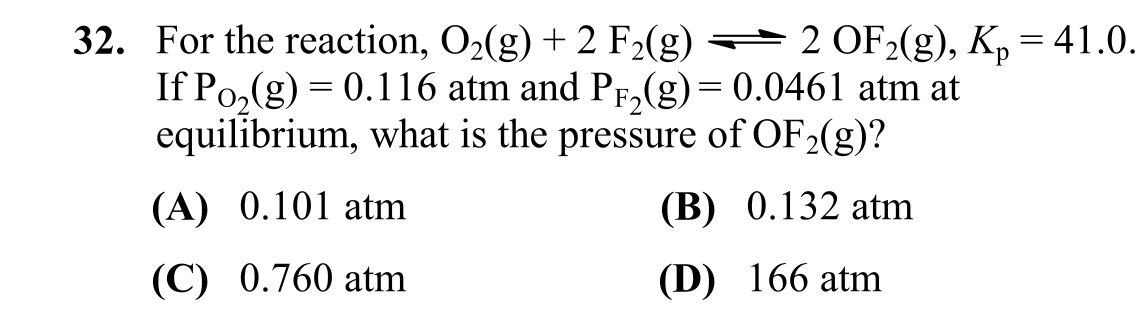 32. For the reaction, O₂(g) + 2 F₂(g) ⇌ 2 OF₂(g), Kₚ = 41.0.
If P_O₂(g) = 0.116 atm and P_F₂(g) = 0.0461 atm at
equilibrium, what is the pressure of OF₂(g)?
(A) 0.101 atm (B) 0.132 atm
(C) 0.760 atm (D) 166 atm